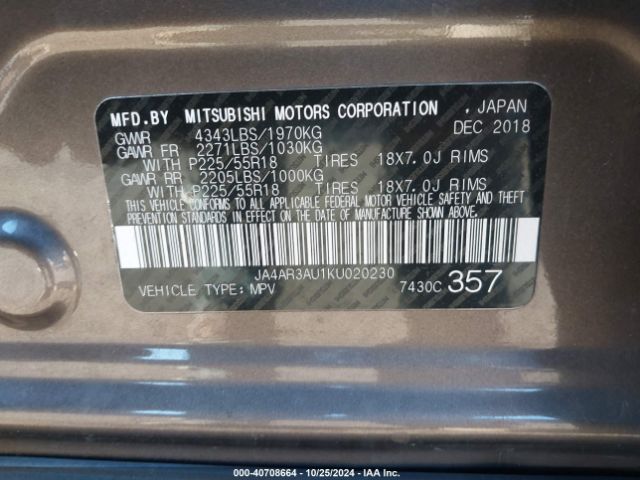 MFD.BY MITSUBISHI MOTORS CORPORATION , JAPAN
GVWR 4343LBS/1970KG DEC 2018
GAWR FR 2271LBS/1030KG
WITH P225/55R18 TIRES 18X7.0J RIMS
GAWR RR 2205LBS/1000KG
WITH P225/55R18 TIRES 18X7.0J RIMS
THIS VEHICLE CONFORMS TO ALL APPLICABLE FEDERAL MOTOR VEHICLE SAFETY AND THEFT
PREVENTION STANDARDS IN EFFECT ON THE DATE OF MANUFACTURE SHOWN ABOVE.
JA4AR3AU1KU020230
VEHICLE TYPE: MPV 7430C 357
000-40708664 - 10/25/2024 - IAA Inc.